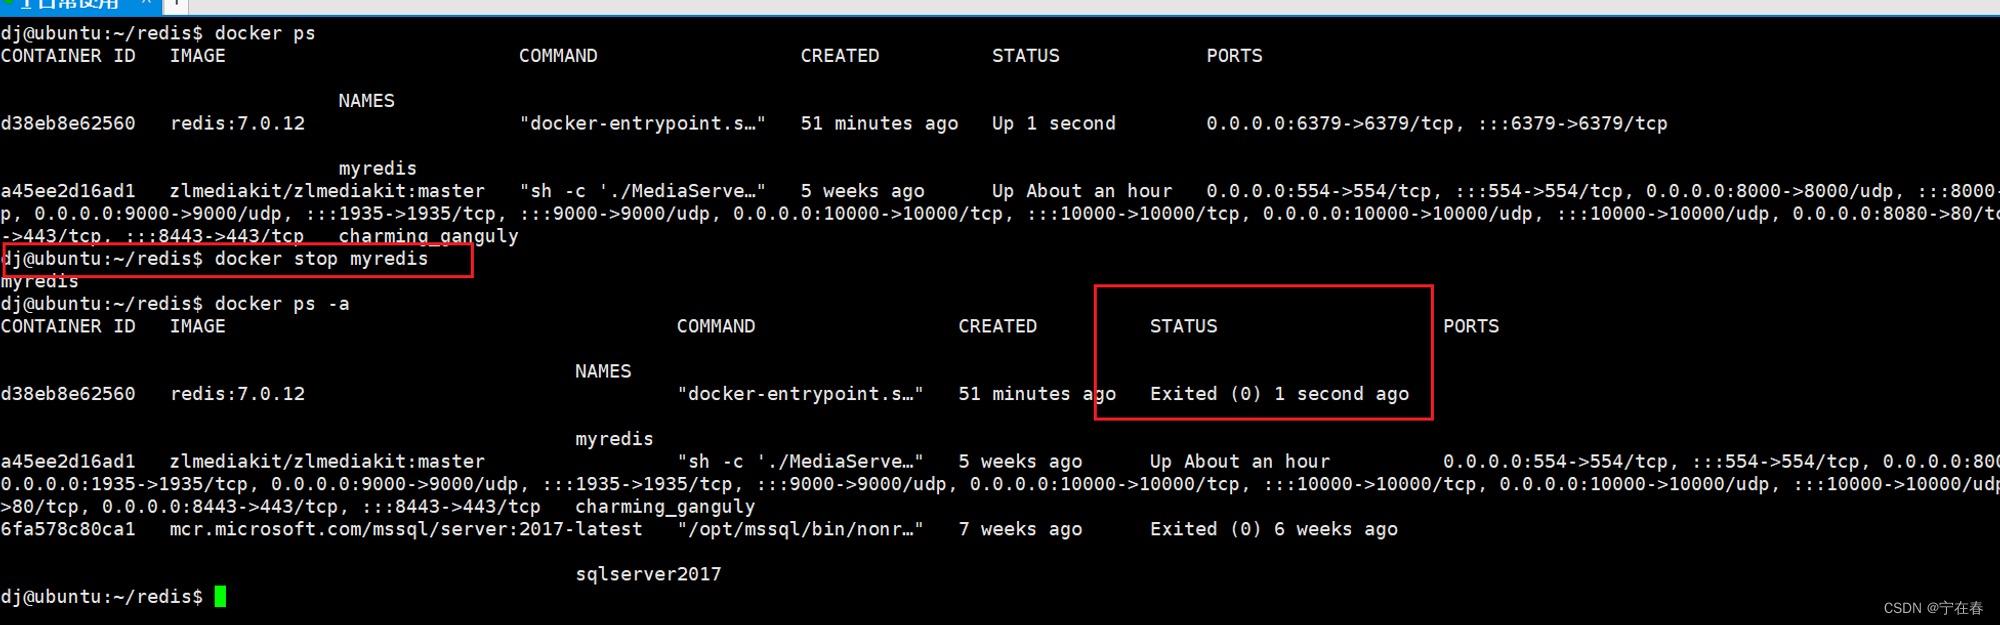 1 日常使用 × +
dj@ubuntu:~/redis$ docker ps
CONTAINER ID   IMAGE                          COMMAND                  CREATED          STATUS             PORTS
                              NAMES
d38eb8e62560   redis:7.0.12                   "docker-entrypoint.s…"   51 minutes ago   Up 1 second        0.0.0.0:6379->6379/tcp, :::6379->6379/tcp
                              myredis
a45ee2d16ad1   zlmediakit/zlmediakit:master   "sh -c './MediaServe…"   5 weeks ago      Up About an hour   0.0.0.0:554->554/tcp, :::554->554/tcp, 0.0.0.0:8000->8000/udp, :::8000-
p, 0.0.0.0:9000->9000/udp, :::1935->1935/tcp, :::9000->9000/udp, 0.0.0.0:10000->10000/tcp, :::10000->10000/tcp, 0.0.0.0:10000->10000/udp, :::10000->10000/udp, 0.0.0.0:8080->80/tc
->443/tcp, :::8443->443/tcp   charming_ganguly
dj@ubuntu:~/redis$ docker stop myredis
myredis
dj@ubuntu:~/redis$ docker ps -a
CONTAINER ID   IMAGE                                        COMMAND                  CREATED          STATUS                    PORTS
                                                   NAMES
d38eb8e62560   redis:7.0.12                                 "docker-entrypoint.s…"   51 minutes ago   Exited (0) 1 second ago
                                                   myredis
a45ee2d16ad1   zlmediakit/zlmediakit:master                 "sh -c './MediaServe…"   5 weeks ago      Up About an hour          0.0.0.0:554->554/tcp, :::554->554/tcp, 0.0.0.0:800
0.0.0.0:1935->1935/tcp, 0.0.0.0:9000->9000/udp, :::1935->1935/tcp, :::9000->9000/udp, 0.0.0.0:10000->10000/tcp, :::10000->10000/tcp, 0.0.0.0:10000->10000/udp, :::10000->10000/udp
>80/tcp, 0.0.0.0:8443->443/tcp, :::8443->443/tcp   charming_ganguly
6fa578c80ca1   mcr.microsoft.com/mssql/server:2017-latest   "/opt/mssql/bin/nonr…"   7 weeks ago      Exited (0) 6 weeks ago
                                                   sqlserver2017
dj@ubuntu:~/redis$
CSDN @宁在春